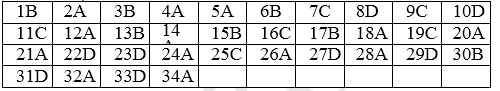 1B 2A 3B 4A 5A 6B 7C 8D 9C 10D
11C 12A 13B 14 15B 16C 17B 18A 19C 20A
21A 22D 23D 24A 25C 26A 27D 28A 29D 30B
31D 32A 33D 34A